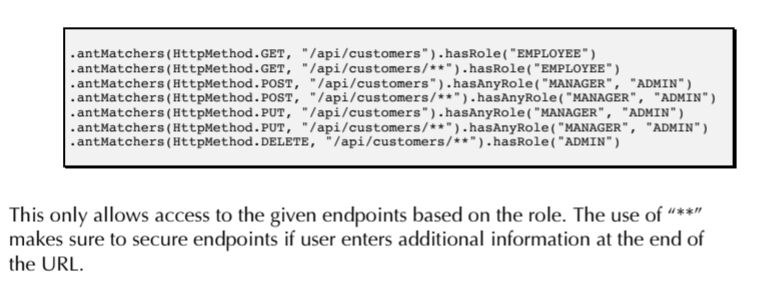 .antMatchers(HttpMethod.GET, "/api/customers").hasRole("EMPLOYEE")
.antMatchers(HttpMethod.GET, "/api/customers/**").hasRole("EMPLOYEE")
.antMatchers(HttpMethod.POST, "/api/customers").hasAnyRole("MANAGER", "ADMIN")
.antMatchers(HttpMethod.POST, "/api/customers/**").hasAnyRole("MANAGER", "ADMIN")
.antMatchers(HttpMethod.PUT, "/api/customers").hasAnyRole("MANAGER", "ADMIN")
.antMatchers(HttpMethod.PUT, "/api/customers/**").hasAnyRole("MANAGER", "ADMIN")
.antMatchers(HttpMethod.DELETE, "/api/customers/**").hasRole("ADMIN")
This only allows access to the given endpoints based on the role. The use of “**”
makes sure to secure endpoints if user enters additional information at the end of
the URL.